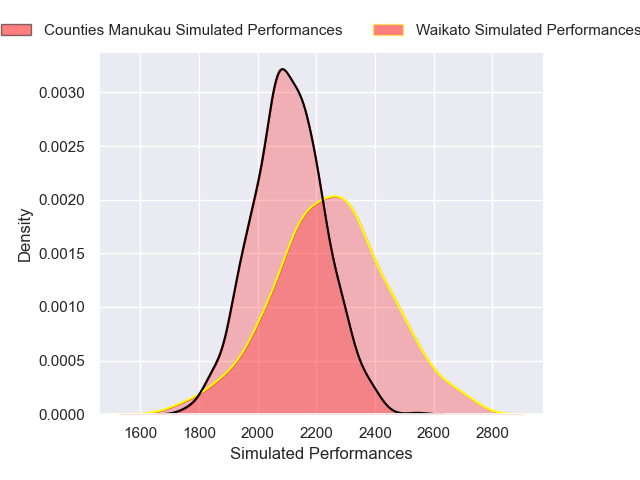 Counties Manukau Simulated Performances
Waikato Simulated Performances
0.0030
0.0025
0.0020
0.0015
0.0010
0.0005
0.0000
Density
1600 1800 2000 2200 2400 2600 2800
Simulated Performances